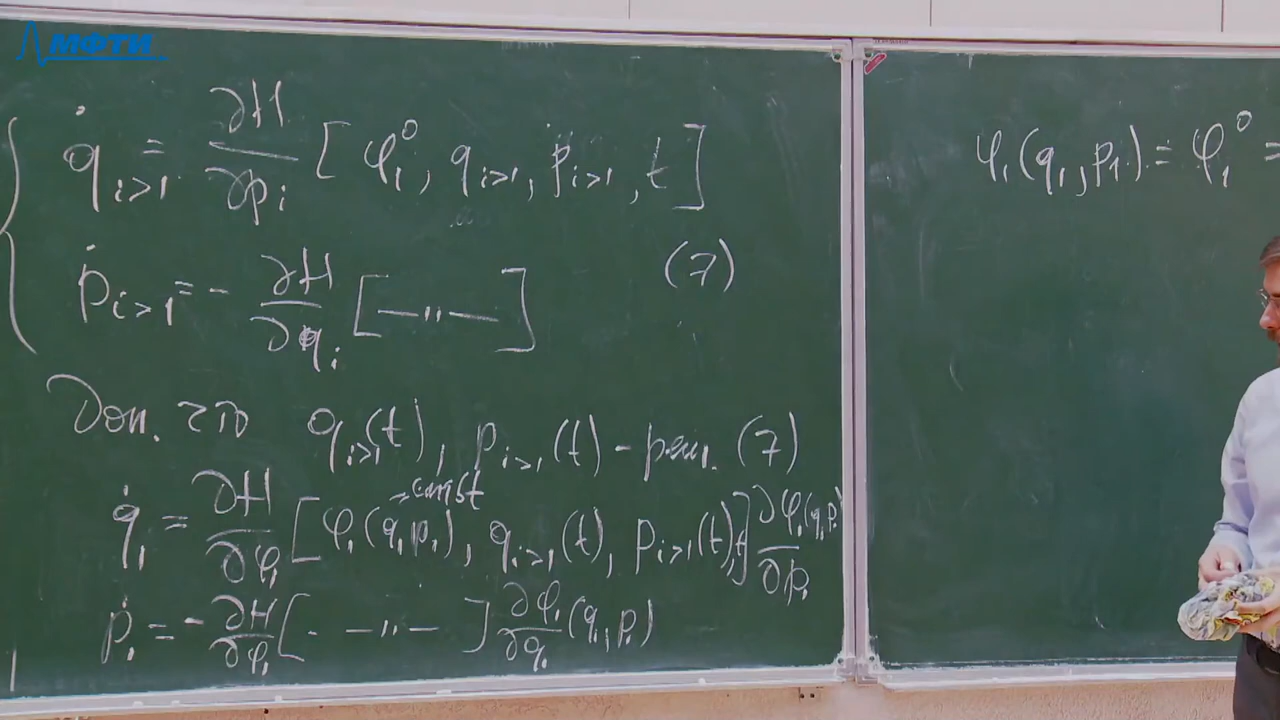 МФТИ
q̇_{i>1} = ∂H/∂p_i [φ₁⁰, q_{i>1}, p_{i>1}, t]
ṗ_{i>1} = - ∂H/∂q_i [—"—] (7)
Доп. что q_{i>1}(t), p_{i>1}(t) - реш. (7)
= const
q̇₁ = ∂H/∂φ₁ [φ₁(q₁,p₁), q_{i>1}(t), p_{i>1}(t), t] ∂φ₁(q₁,p₁)/∂p₁
ṗ₁ = - ∂H/∂φ₁ [· —"—] ∂φ₁/∂q₁ (q₁,p₁)
φ₁(q₁,p₁) = φ₁⁰ =